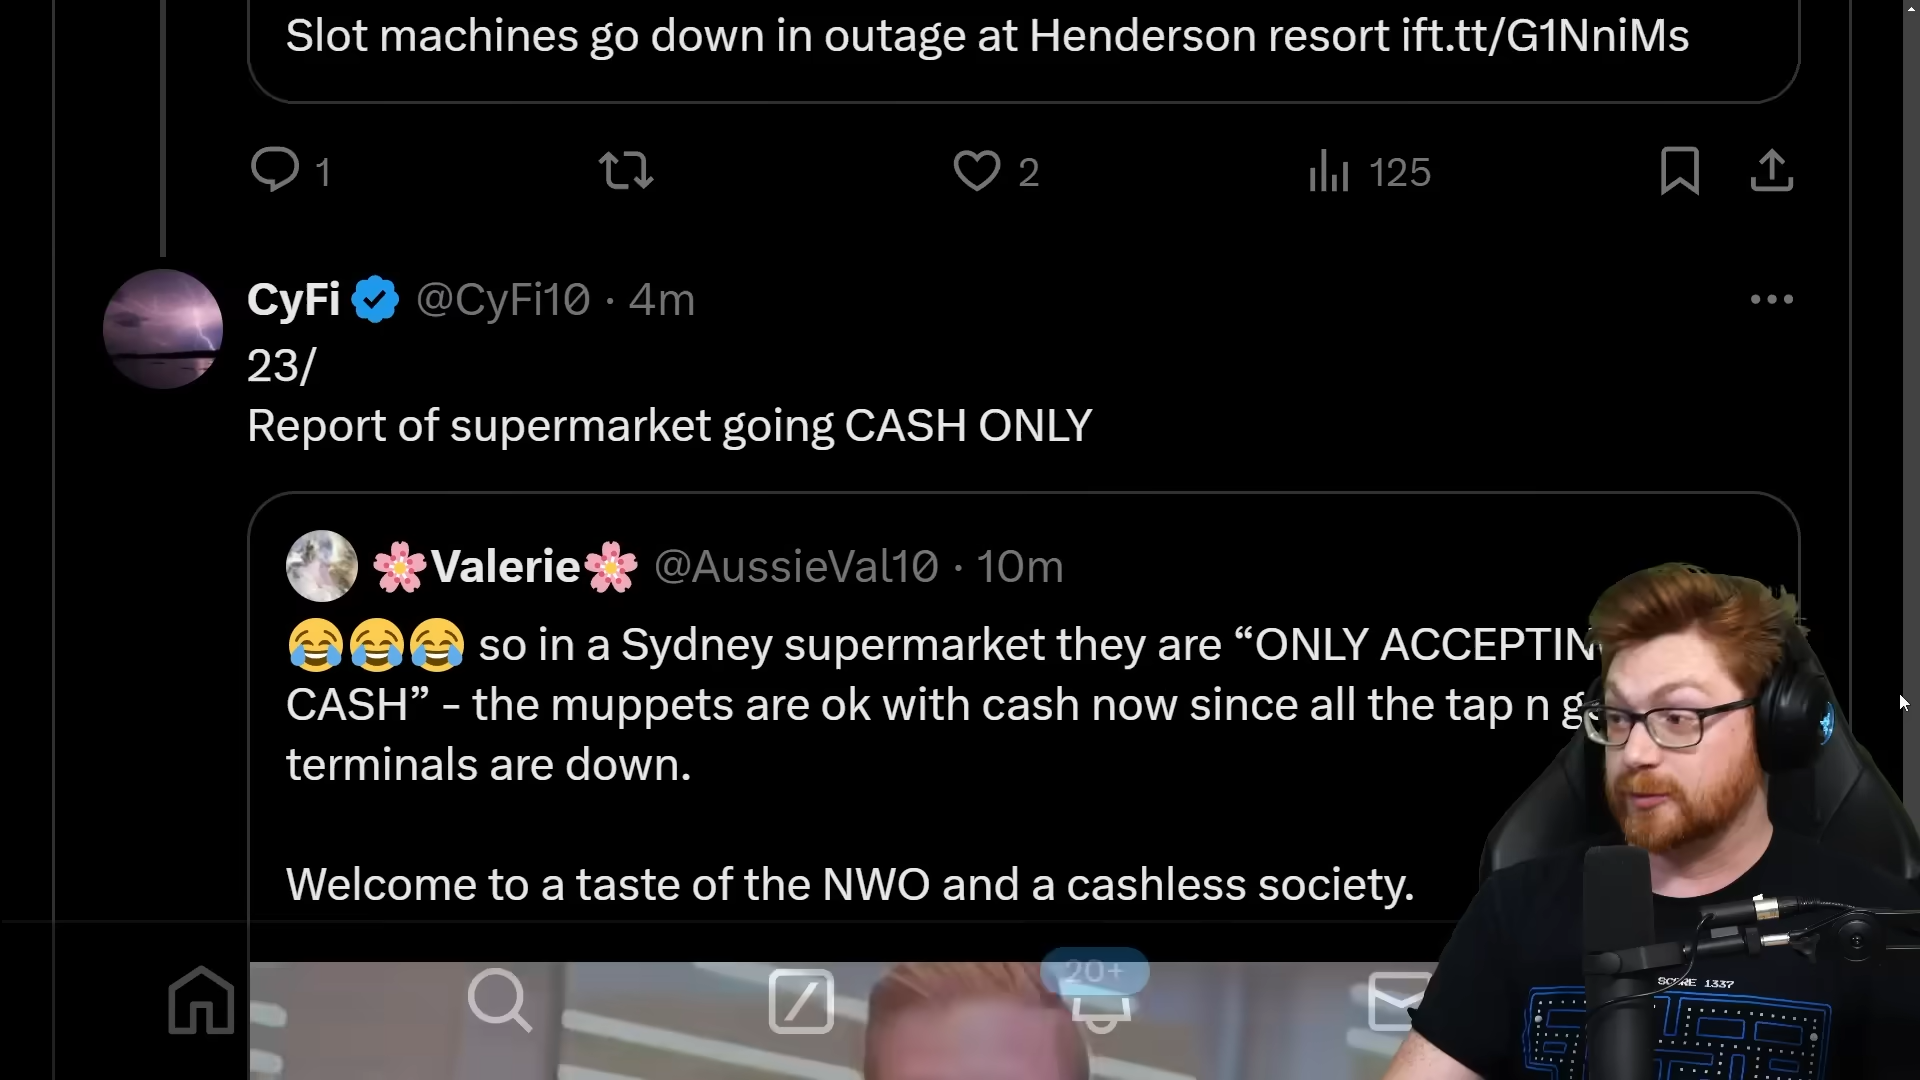 Slot machines go down in outage at Henderson resort ift.tt/G1NniMs
1
2
125
CyFi @CyFi10 · 4m
23/
Report of supermarket going CASH ONLY
🌸Valerie🌸 @AussieVal10 · 10m
😂😂😂 so in a Sydney supermarket they are “ONLY ACCEPTIN
CASH” - the muppets are ok with cash now since all the tap n
terminals are down.
Welcome to a taste of the NWO and a cashless society.
20+
SCORE 1337